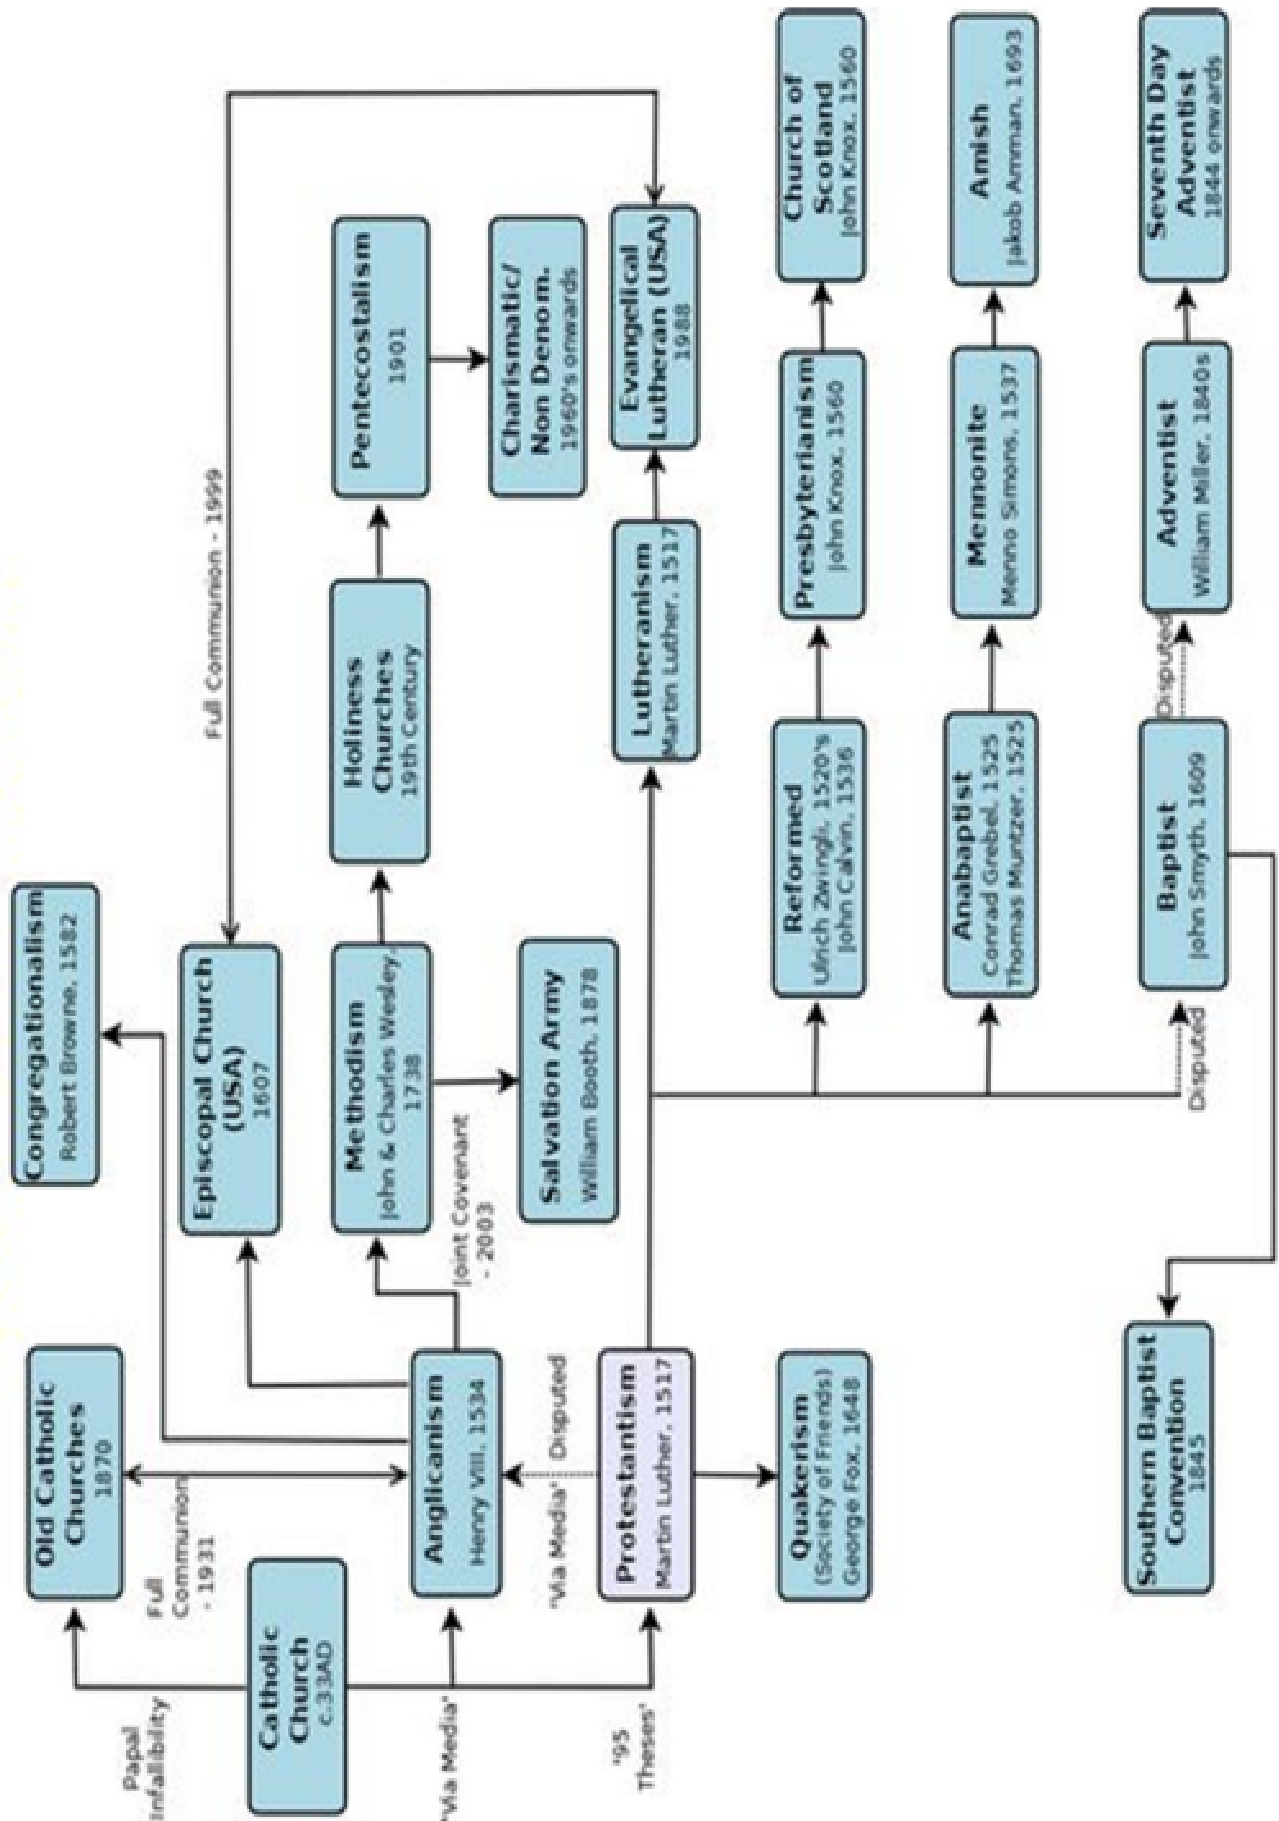 Papal
Infallibility
Catholic
Church
c.33AD
"Via Media"
'95
Theses'
Old Catholic
Churches
1870
Full
Communion
- 1931
Anglicanism
Henry VIII, 1534
"Via Media" Disputed
Protestantism
Martin Luther, 1517
Quakerism
(Society of Friends)
George Fox, 1648
Southern Baptist
Convention
1845
Congregationalism
Robert Browne, 1582
Episcopal Church
(USA)
1607
Methodism
John & Charles Wesley,
1738
Joint Covenant
- 2003
Salvation Army
William Booth, 1878
Reformed
Ulrich Zwingli, 1520's
John Calvin, 1536
Anabaptist
Conrad Grebel, 1525
Thomas Muntzer, 1525
Baptist
John Smyth, 1609
Disputed
Full Communion - 1999
Holiness
Churches
19th Century
Lutheranism
Martin Luther, 1517
Presbyterianism
John Knox, 1560
Mennonite
Menno Simons, 1537
Disputed
Adventist
William Miller, 1840s
Pentecostalism
1901
Charismatic/
Non Denom.
1960's onwards
Evangelical
Lutheran (USA)
1988
Church of
Scotland
John Knox, 1560
Amish
Jakob Amman, 1693
Seventh Day
Adventist
1844 onwards